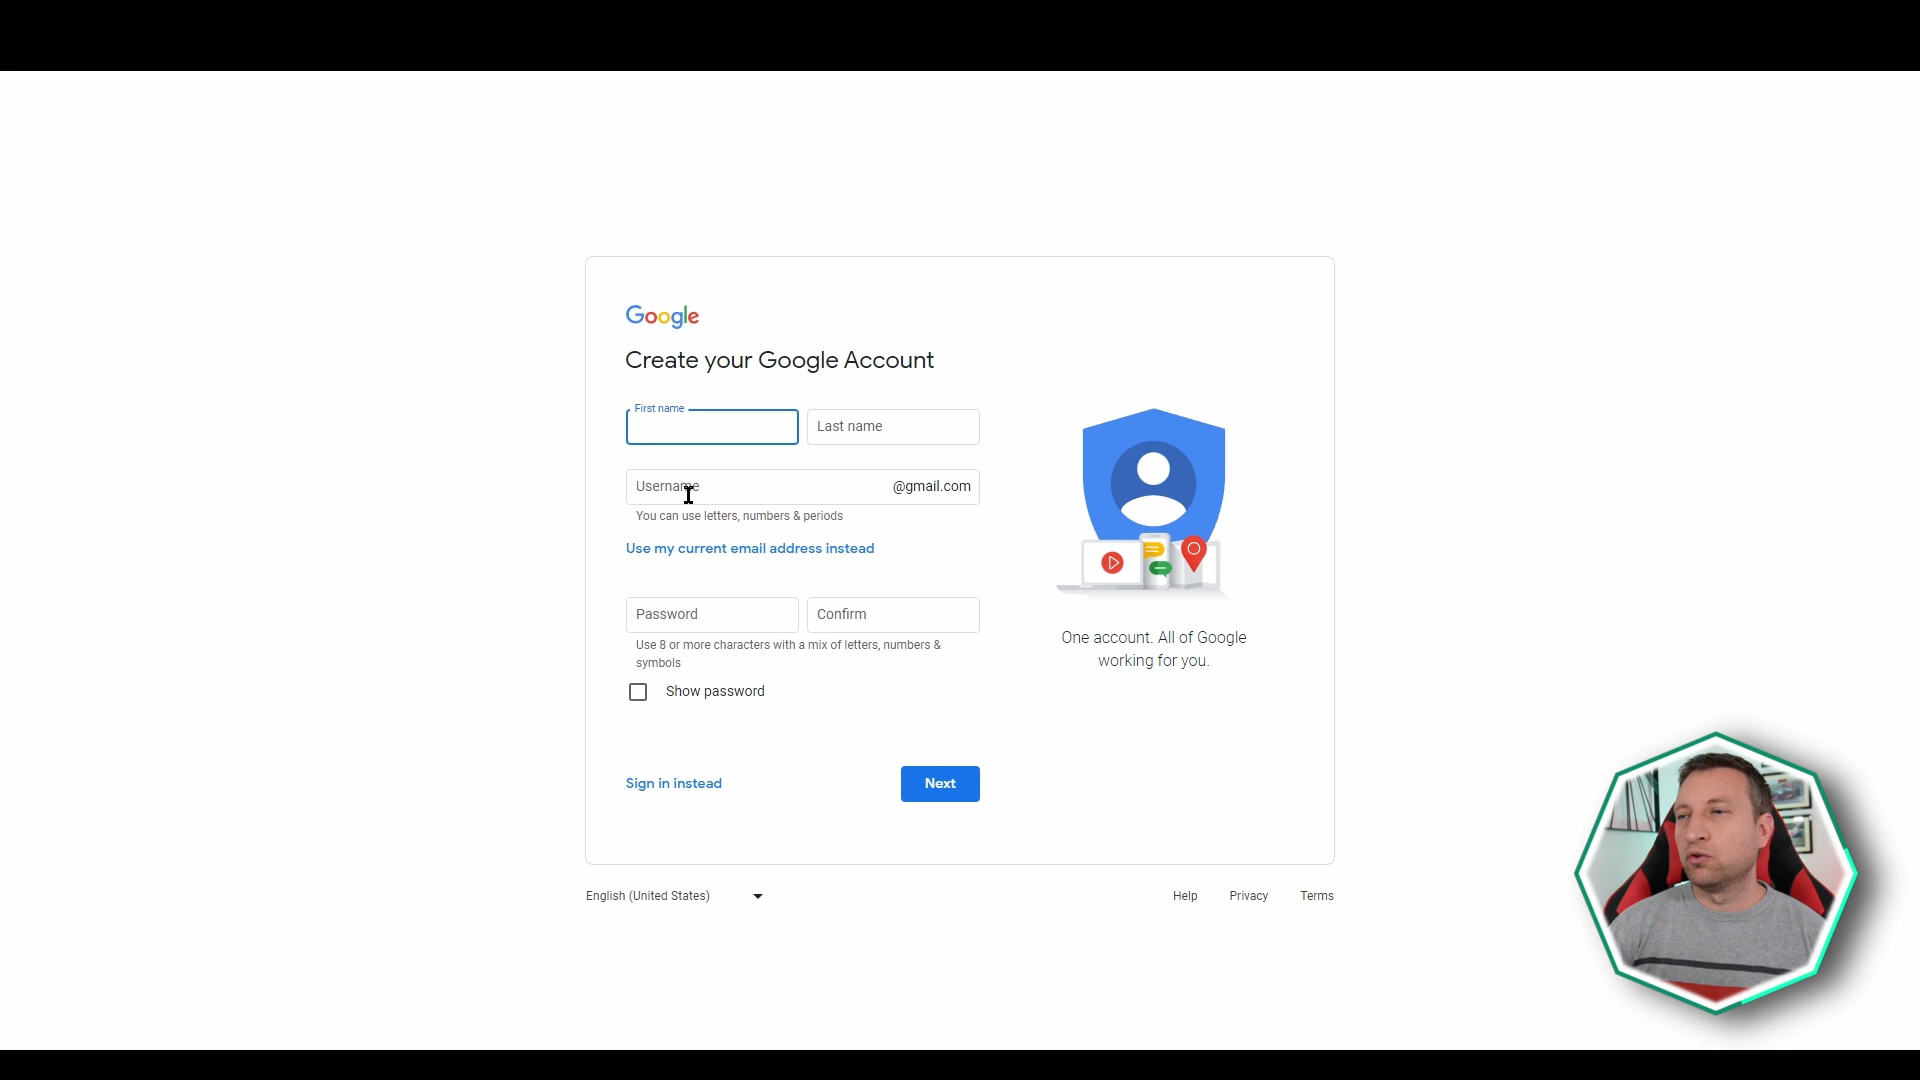 Google
Create your Google Account
First name
Last name
Username
@gmail.com
You can use letters, numbers & periods
Use my current email address instead
Password
Confirm
Use 8 or more characters with a mix of letters, numbers &
symbols
Show password
One account. All of Google
working for you.
Sign in instead
Next
English (United States)
Help
Privacy
Terms